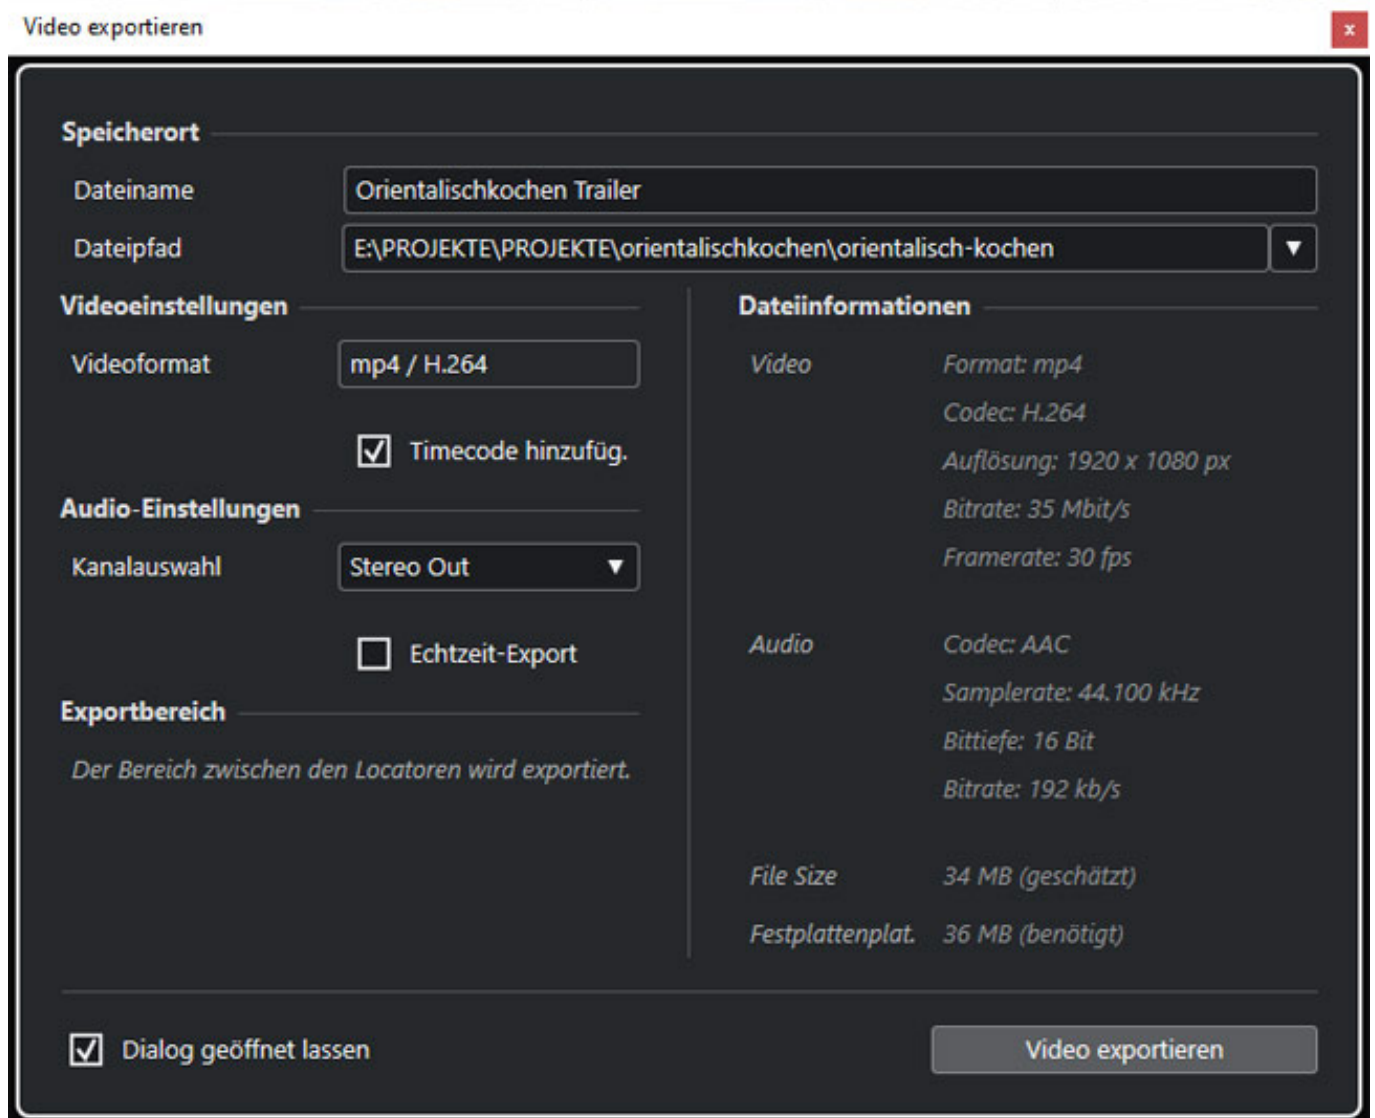 Video exportieren
x
Speicherort
Dateiname Orientalischkochen Trailer
Dateipfad E:\PROJEKTE\PROJEKTE\orientalischkochen\orientalisch-kochen
Videoeinstellungen
Videoformat mp4 / H.264
Timecode hinzufüg.
Audio-Einstellungen
Kanalauswahl Stereo Out
Echtzeit-Export
Exportbereich
Der Bereich zwischen den Locatoren wird exportiert.
Dateiinformationen
Video Format: mp4
Codec: H.264
Auflösung: 1920 x 1080 px
Bitrate: 35 Mbit/s
Framerate: 30 fps
Audio Codec: AAC
Samplerate: 44.100 kHz
Bittiefe: 16 Bit
Bitrate: 192 kb/s
File Size 34 MB (geschätzt)
Festplattenplat. 36 MB (benötigt)
Dialog geöffnet lassen
Video exportieren